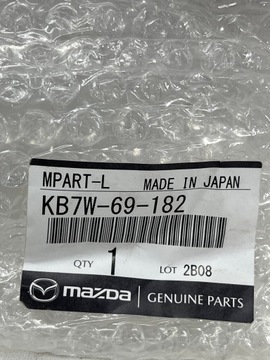 MPART-L MADE IN JAPAN
KB7W-69-182
QTY 1 LOT 2B08
mazda GENUINE PARTS